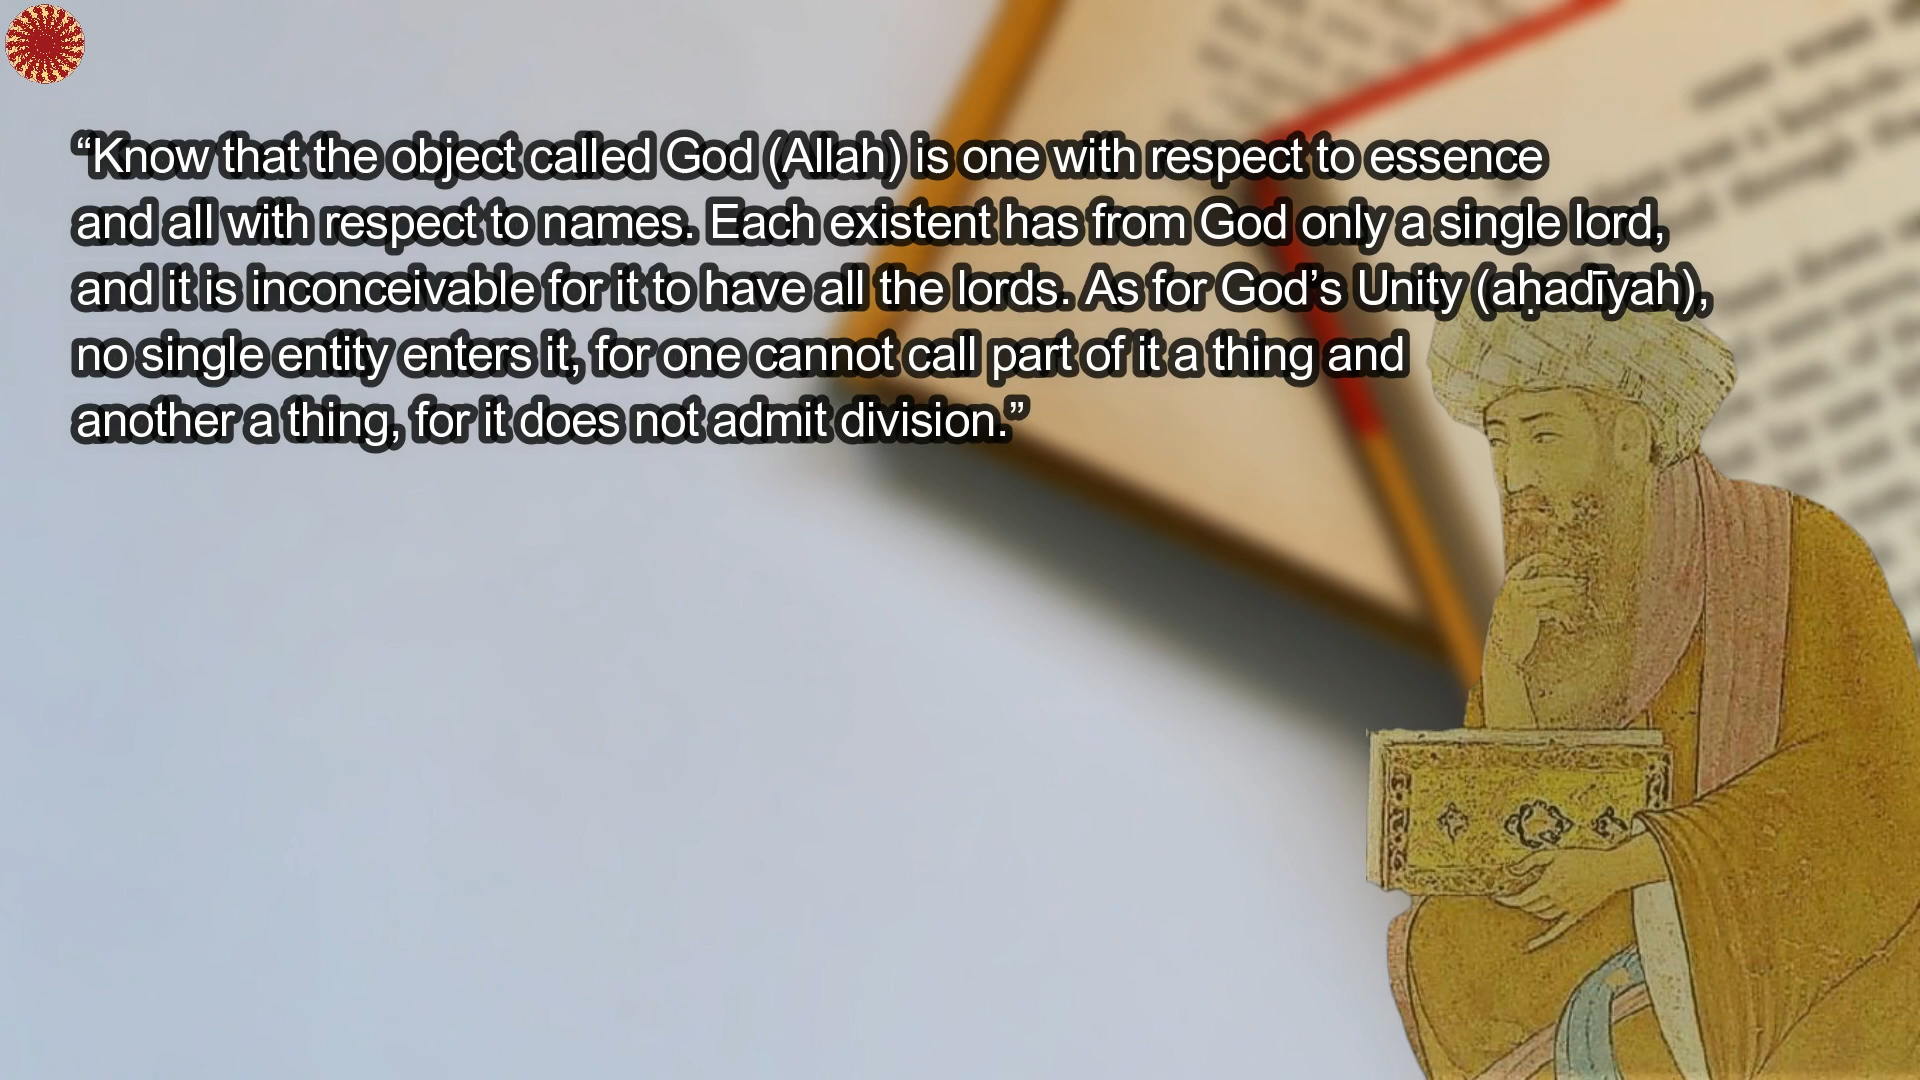 “Know that the object called God (Allah) is one with respect to essence
and all with respect to names. Each existent has from God only a single lord,
and it is inconceivable for it to have all the lords. As for God’s Unity (aḥadīyah),
no single entity enters it, for one cannot call part of it a thing and
another a thing, for it does not admit division.”